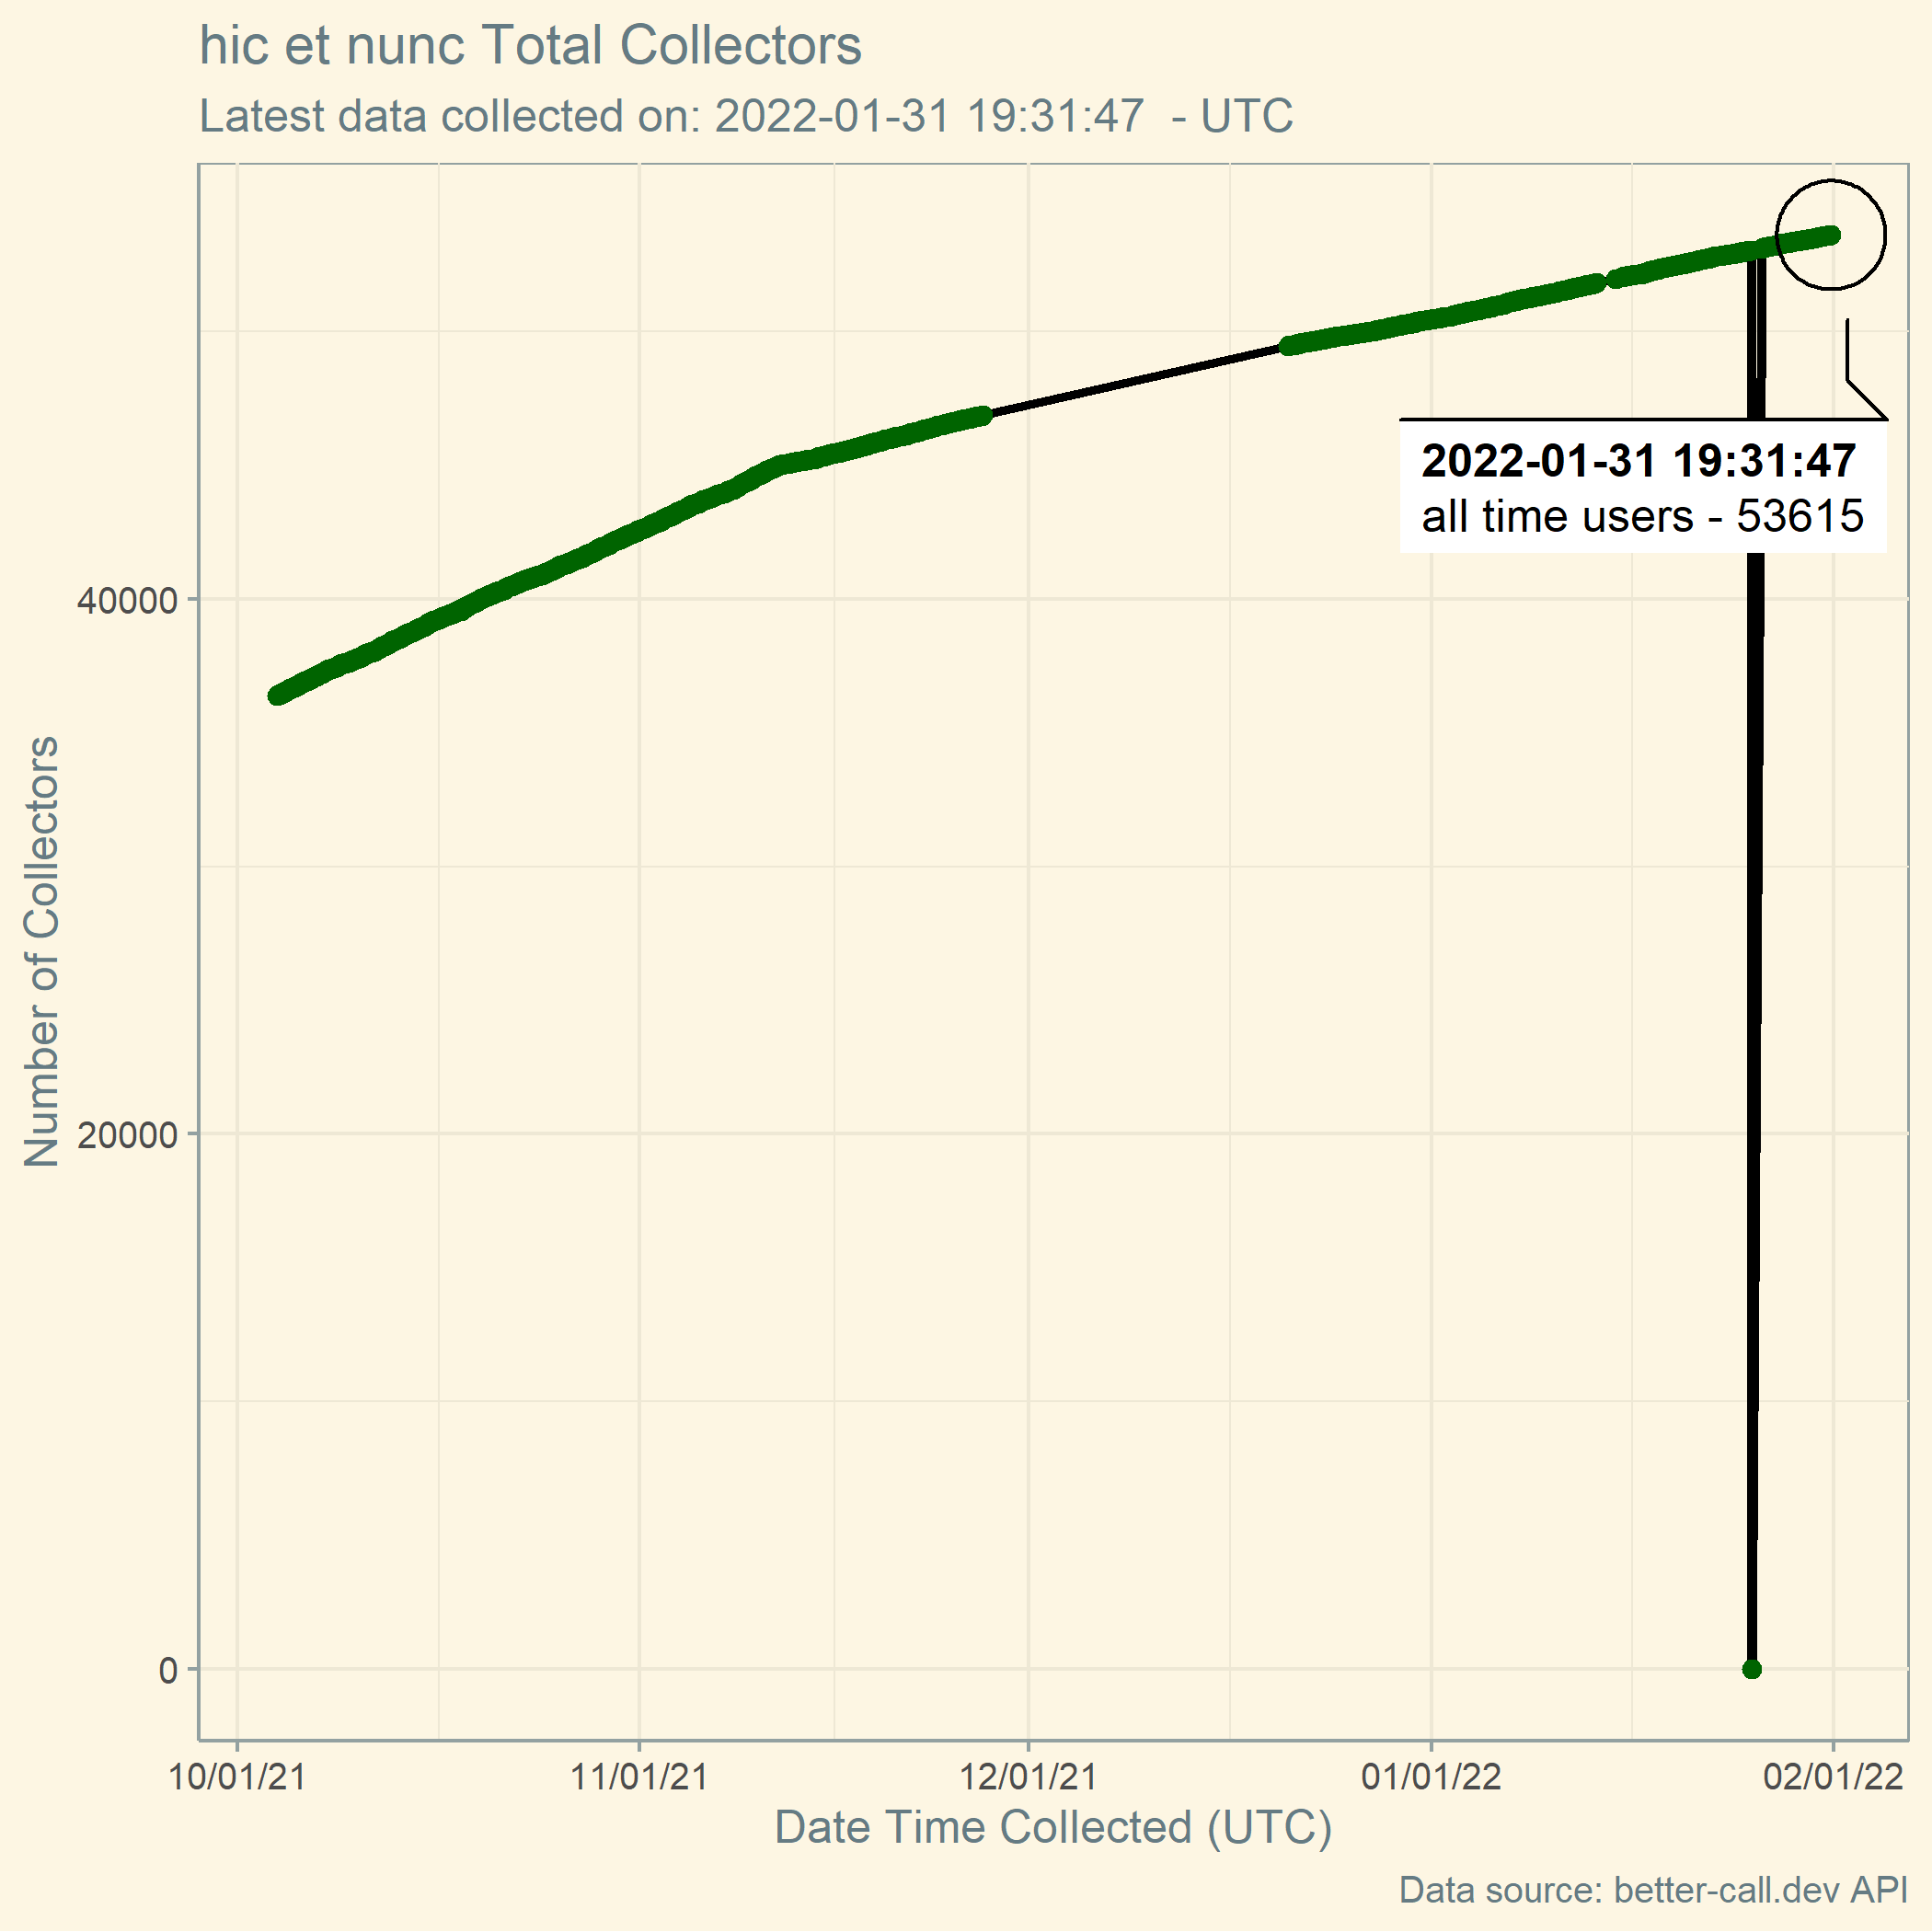 hic et nunc Total Collectors
Latest data collected on: 2022-01-31 19:31:47  - UTC
2022-01-31 19:31:47
all time users - 53615
Number of Collectors
40000
20000
0
10/01/21
11/01/21
12/01/21
01/01/22
02/01/22
Date Time Collected (UTC)
Data source: better-call.dev API